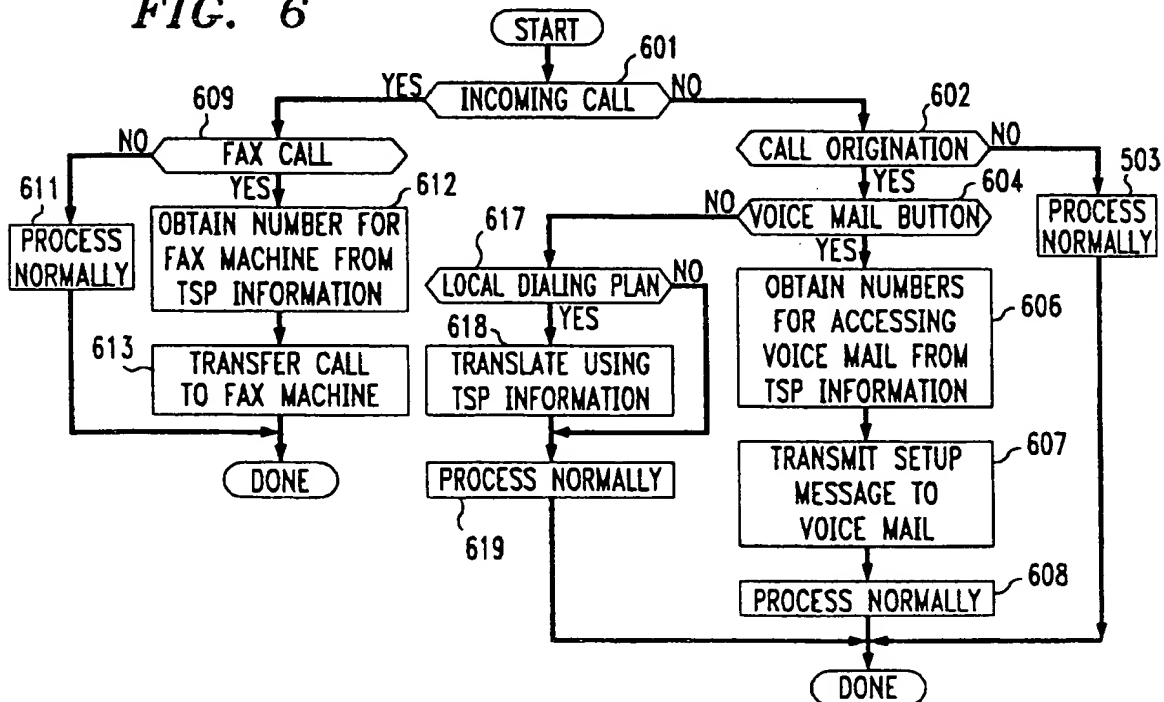 FIG. 6
START
601
YES
INCOMING CALL
NO
609
602
NO
FAX CALL
CALL ORIGINATION
NO
YES
YES
611
612
604
503
NO
VOICE MAIL BUTTON
PROCESS
NORMALLY
OBTAIN NUMBER FOR
FAX MACHINE FROM
TSP INFORMATION
617
YES
PROCESS
NORMALLY
LOCAL DIALING PLAN
NO
OBTAIN NUMBERS
FOR ACCESSING
VOICE MAIL FROM
TSP INFORMATION
606
618
YES
613
TRANSFER CALL
TO FAX MACHINE
TRANSLATE USING
TSP INFORMATION
607
TRANSMIT SETUP
MESSAGE TO
VOICE MAIL
DONE
PROCESS NORMALLY
619
608
PROCESS NORMALLY
DONE